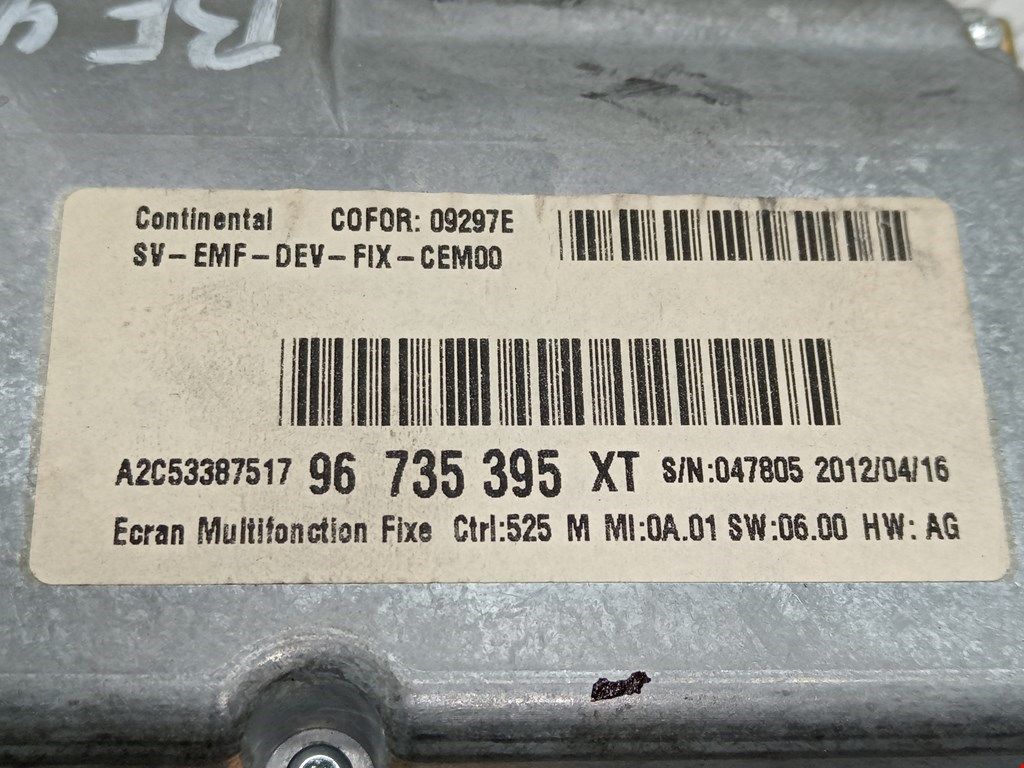 Continental COFOR: 09297E
SV-EMF-DEV-FIX-CEM00
A2C53387517 96 735 395 XT S/N:047805 2012/04/16
Ecran Multifonction Fixe Ctrl:525 M MI:0A.01 SW:06.00 HW: AG